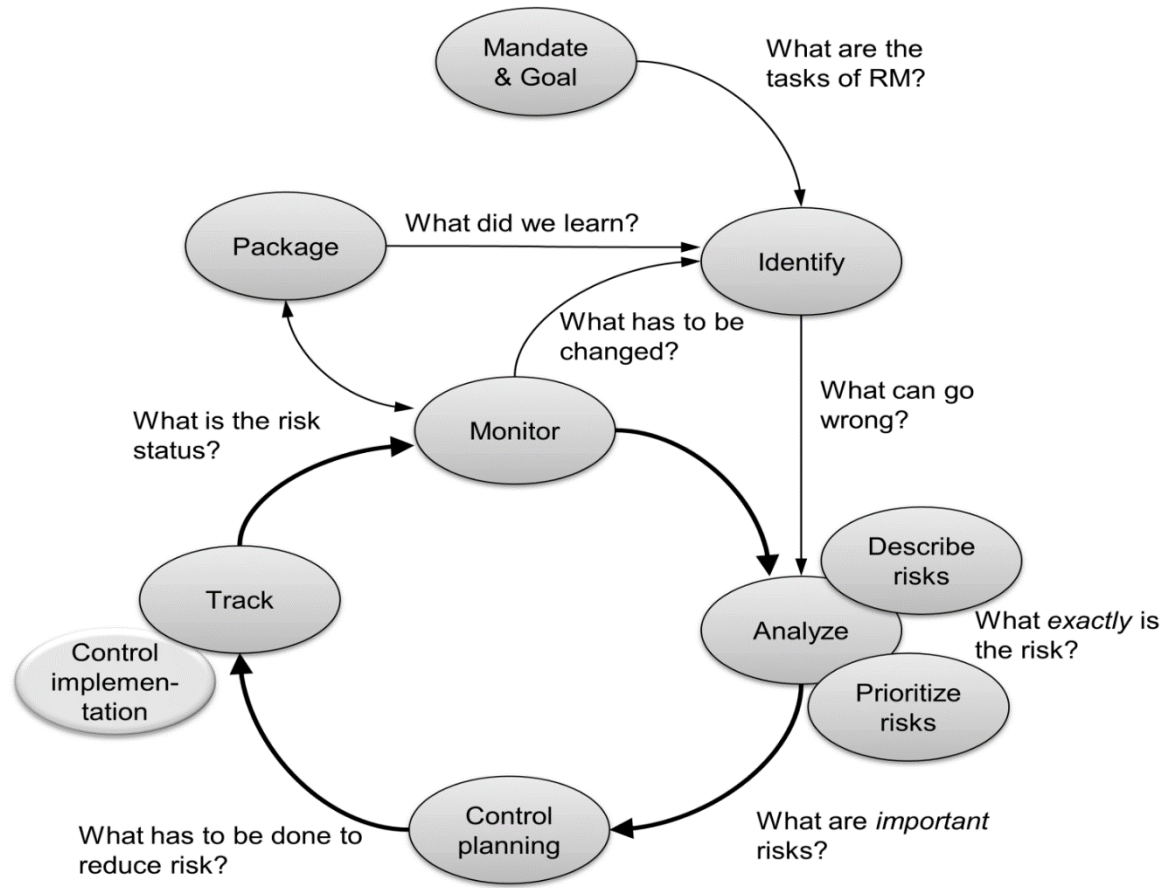 Mandate
& Goal
What are the
tasks of RM?
Package
What did we learn?
Identify
What has to be
changed?
What can go
wrong?
What is the risk
status?
Monitor
Describe
risks
Track
Analyze
What exactly is
the risk?
Control
implemen-
tation
Prioritize
risks
Control
planning
What are important
risks?
What has to be done to
reduce risk?